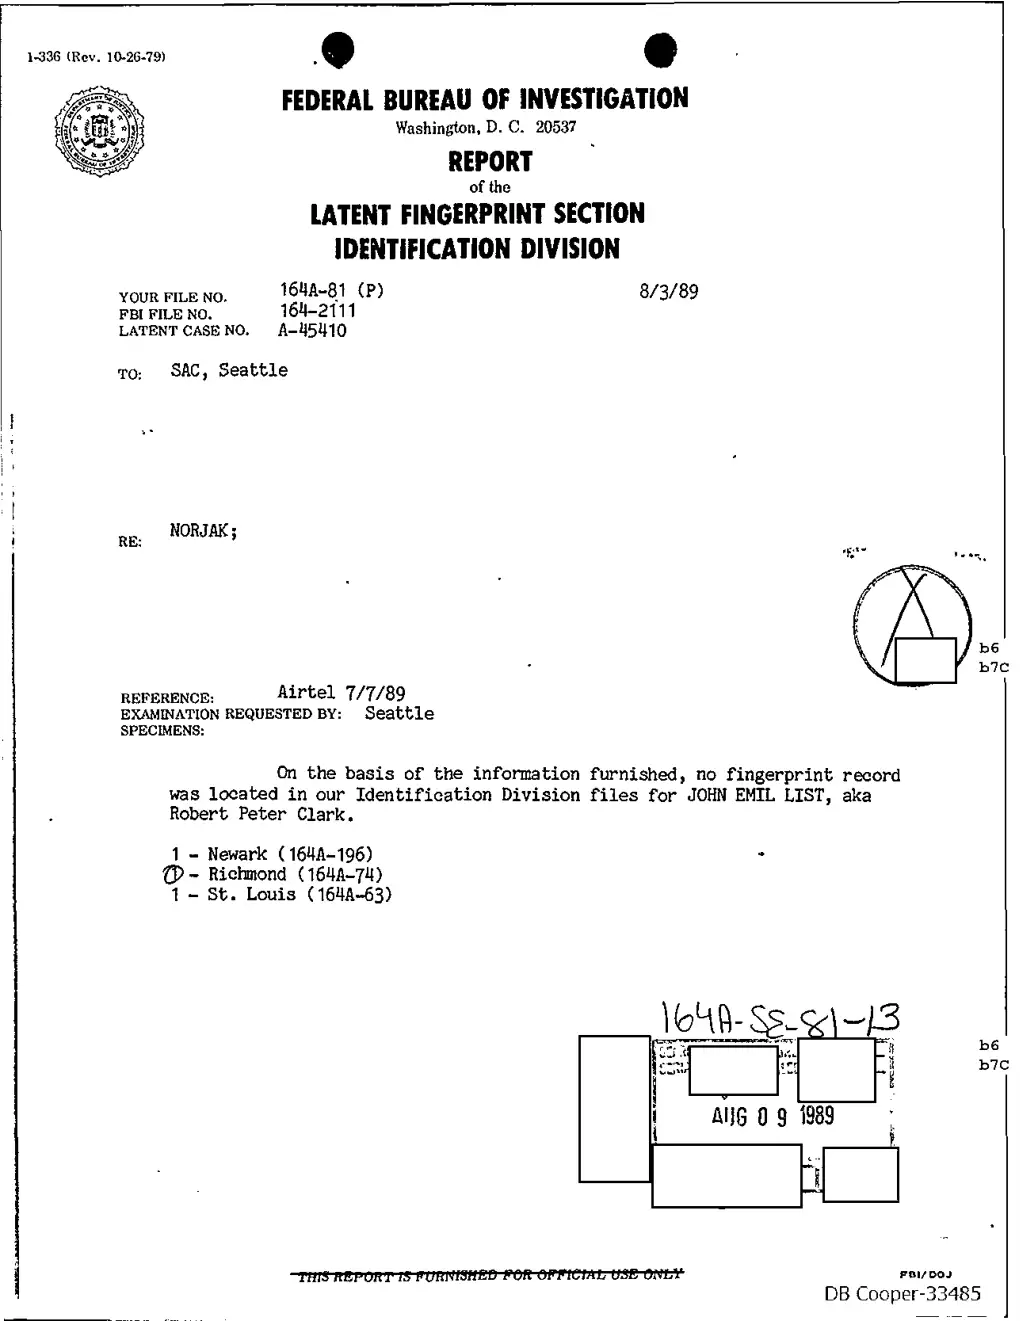 1-336 (Rev. 10-26-79)
FEDERAL BUREAU OF INVESTIGATION
Washington, D. C. 20537
REPORT
of the
LATENT FINGERPRINT SECTION
IDENTIFICATION DIVISION
YOUR FILE NO. 164A-81 (P) 8/3/89
FBI FILE NO. 164-2111
LATENT CASE NO. A-45410
TO: SAC, Seattle
RE: NORJAK;
b6
b7C
REFERENCE: Airtel 7/7/89
EXAMINATION REQUESTED BY: Seattle
SPECIMENS:
On the basis of the information furnished, no fingerprint record
was located in our Identification Division files for JOHN EMIL LIST, aka
Robert Peter Clark.
1 - Newark (164A-196)
1 - Richmond (164A-74)
1 - St. Louis (164A-63)
164A-SE-81-13
b6
b7C
AUG 09 1989
THIS REPORT IS FURNISHED FOR OFFICIAL USE ONLY
FBI/DOJ
DB Cooper-33485